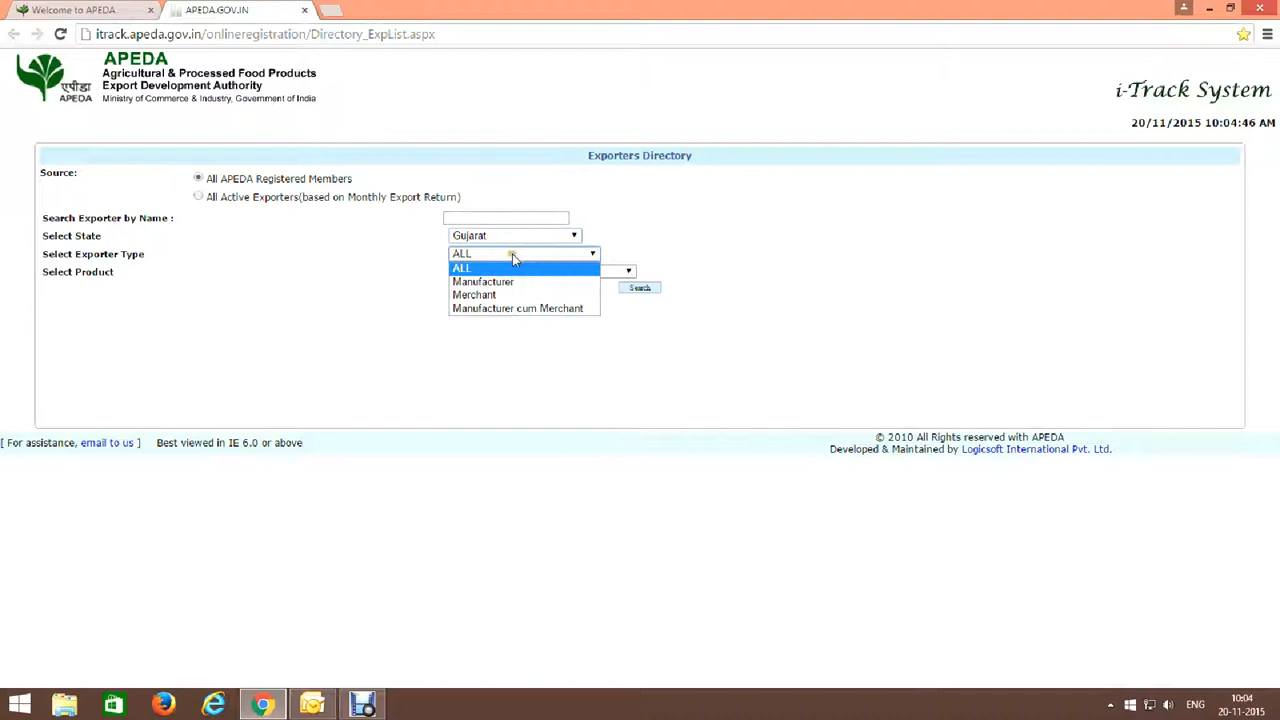 Welcome to APEDA
APEDA.GOV.IN
itrack.apeda.gov.in/onlineregistration/Directory_ExpList.aspx
एपीडा
APEDA
APEDA
Agricultural & Processed Food Products
Export Development Authority
Ministry of Commerce & Industry, Government of India
i-Track System
20/11/2015 10:04:46 AM
Exporters Directory
Source:
All APEDA Registered Members
All Active Exporters(based on Monthly Export Return)
Search Exporter by Name :
Select State
Gujarat
Select Exporter Type
ALL
ALL
Manufacturer
Merchant
Manufacturer cum Merchant
Select Product
Search
[ For assistance, email to us ] Best viewed in IE 6.0 or above
© 2010 All Rights reserved with APEDA
Developed & Maintained by Logicsoft International Pvt. Ltd.
ENG
10:04
20-11-2015